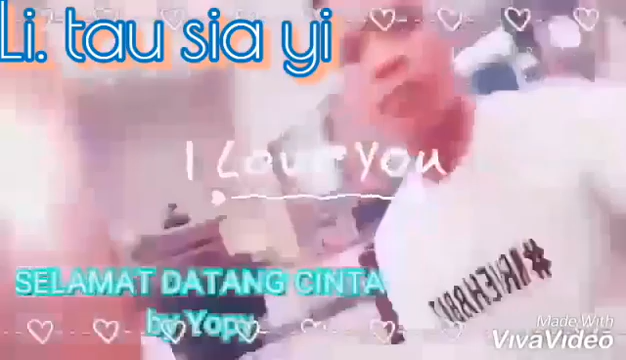 Li. tau sia yi
I Love You
SELAMAT DATANG CINTA
by Yopy
Made With
VivaVideo